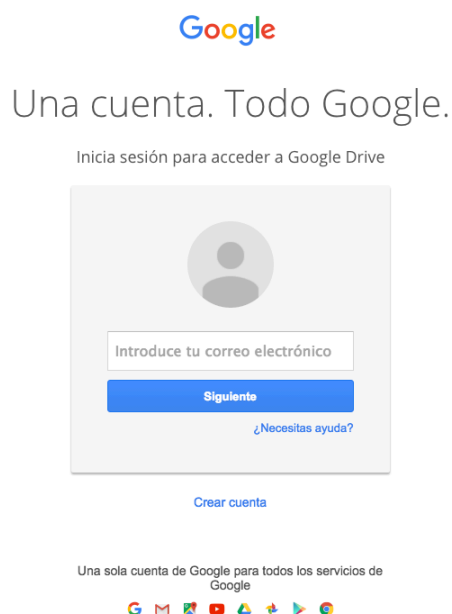 Google
Una cuenta. Todo Google.
Inicia sesión para acceder a Google Drive
Introduce tu correo electrónico
Siguiente
¿Necesitas ayuda?
Crear cuenta
Una sola cuenta de Google para todos los servicios de
Google